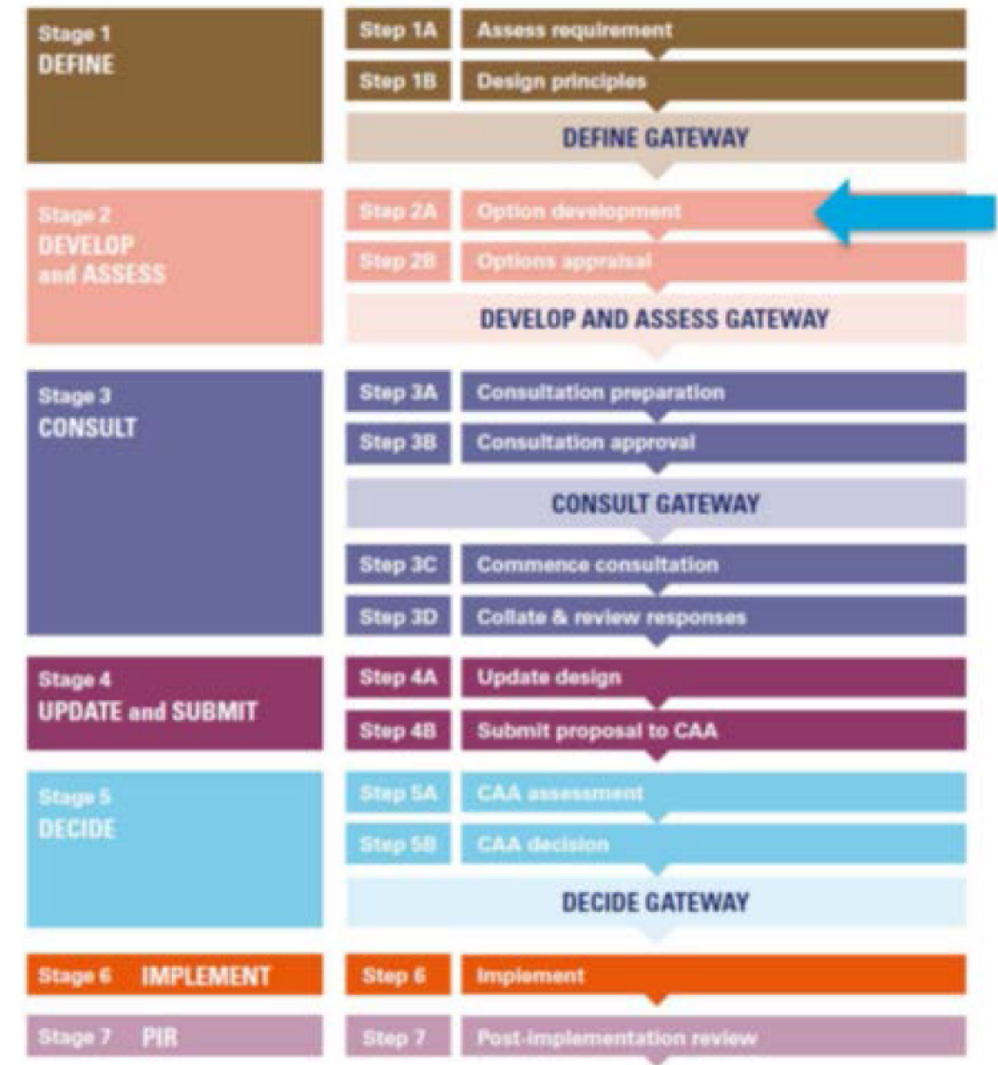 Stage 1
DEFINE
Step 1A Assess requirement
Step 1B Design principles
DEFINE GATEWAY
Stage 2
DEVELOP
and ASSESS
Step 2A Option development
Step 2B Options appraisal
DEVELOP AND ASSESS GATEWAY
Stage 3
CONSULT
Step 3A Consultation preparation
Step 3B Consultation approval
CONSULT GATEWAY
Step 3C Commence consultation
Step 3D Collate & review responses
Stage 4
UPDATE and SUBMIT
Step 4A Update design
Step 4B Submit proposal to CAA
Stage 5
DECIDE
Step 5A CAA assessment
Step 5B CAA decision
DECIDE GATEWAY
Stage 6 IMPLEMENT Step 6 Implement
Stage 7 PIR Step 7 Post-implementation review